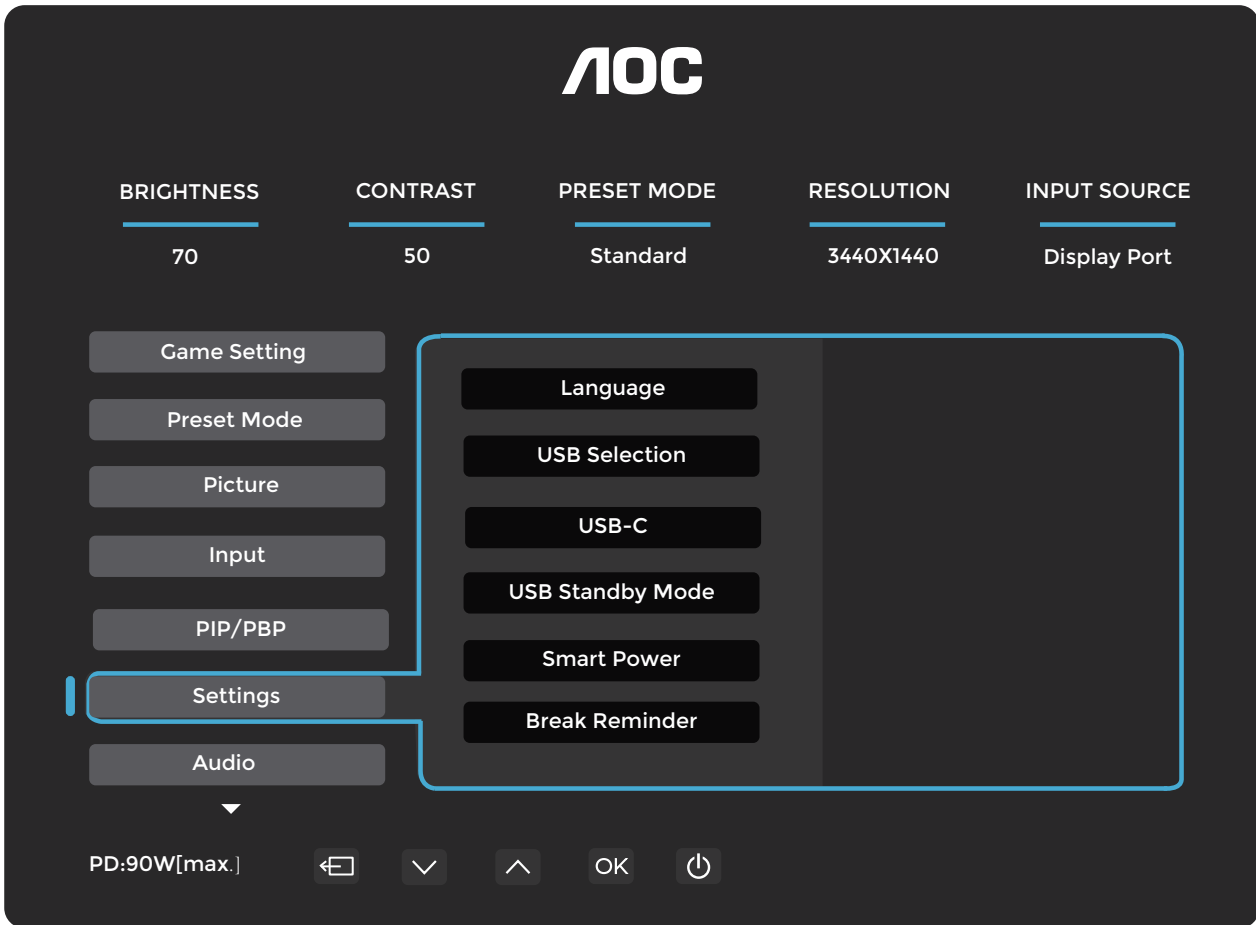 AOC
BRIGHTNESS CONTRAST PRESET MODE RESOLUTION INPUT SOURCE
70 50 Standard 3440X1440 Display Port
Game Setting
Preset Mode
Picture
Input
PIP/PBP
Settings
Audio
Language
USB Selection
USB-C
USB Standby Mode
Smart Power
Break Reminder
PD:90W[max.] OK